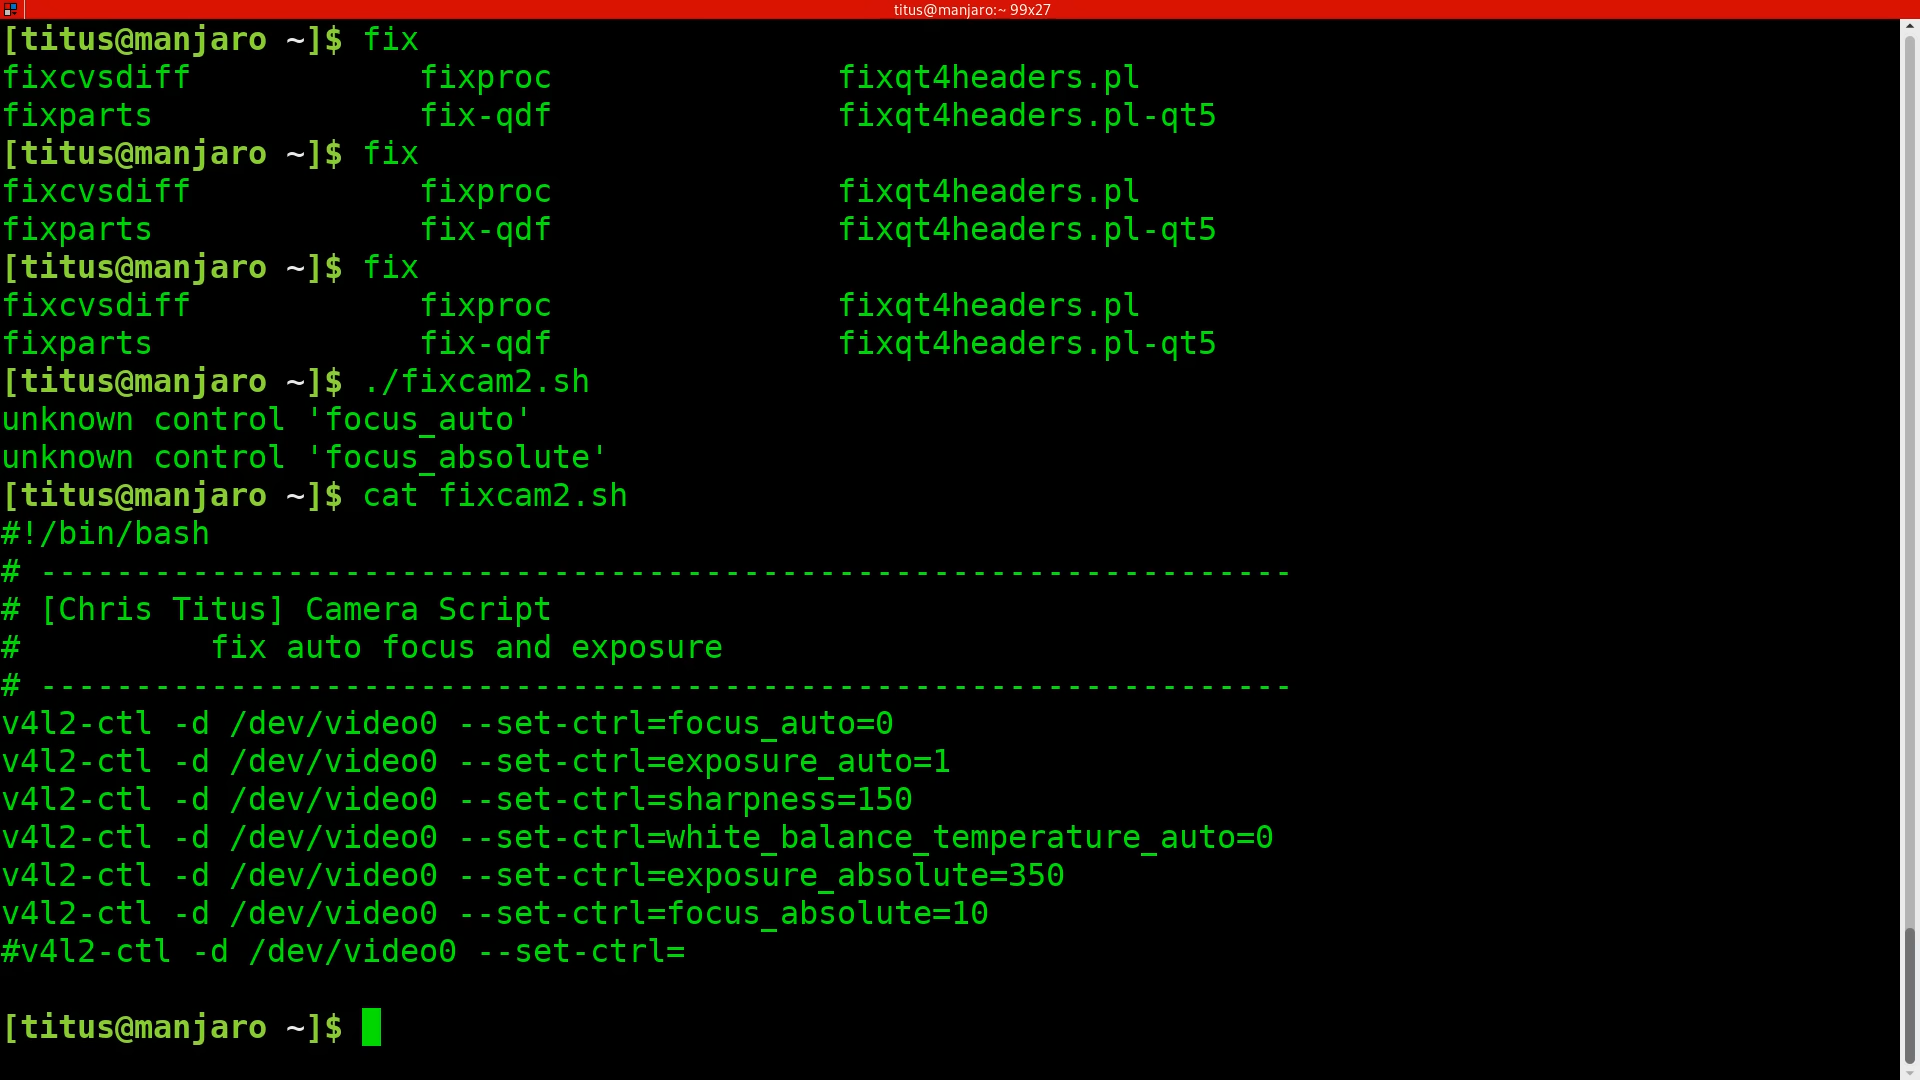 titus@manjaro:~ 99x27
[titus@manjaro ~]$ fix
fixcvsdiff fixproc fixqt4headers.pl
fixparts fix-qdf fixqt4headers.pl-qt5
[titus@manjaro ~]$ fix
fixcvsdiff fixproc fixqt4headers.pl
fixparts fix-qdf fixqt4headers.pl-qt5
[titus@manjaro ~]$ fix
fixcvsdiff fixproc fixqt4headers.pl
fixparts fix-qdf fixqt4headers.pl-qt5
[titus@manjaro ~]$ ./fixcam2.sh
unknown control 'focus_auto'
unknown control 'focus_absolute'
[titus@manjaro ~]$ cat fixcam2.sh
#!/bin/bash
# ------------------------------------------------------------------
# [Chris Titus] Camera Script
#          fix auto focus and exposure
# ------------------------------------------------------------------
v4l2-ctl -d /dev/video0 --set-ctrl=focus_auto=0
v4l2-ctl -d /dev/video0 --set-ctrl=exposure_auto=1
v4l2-ctl -d /dev/video0 --set-ctrl=sharpness=150
v4l2-ctl -d /dev/video0 --set-ctrl=white_balance_temperature_auto=0
v4l2-ctl -d /dev/video0 --set-ctrl=exposure_absolute=350
v4l2-ctl -d /dev/video0 --set-ctrl=focus_absolute=10
#v4l2-ctl -d /dev/video0 --set-ctrl=
[titus@manjaro ~]$